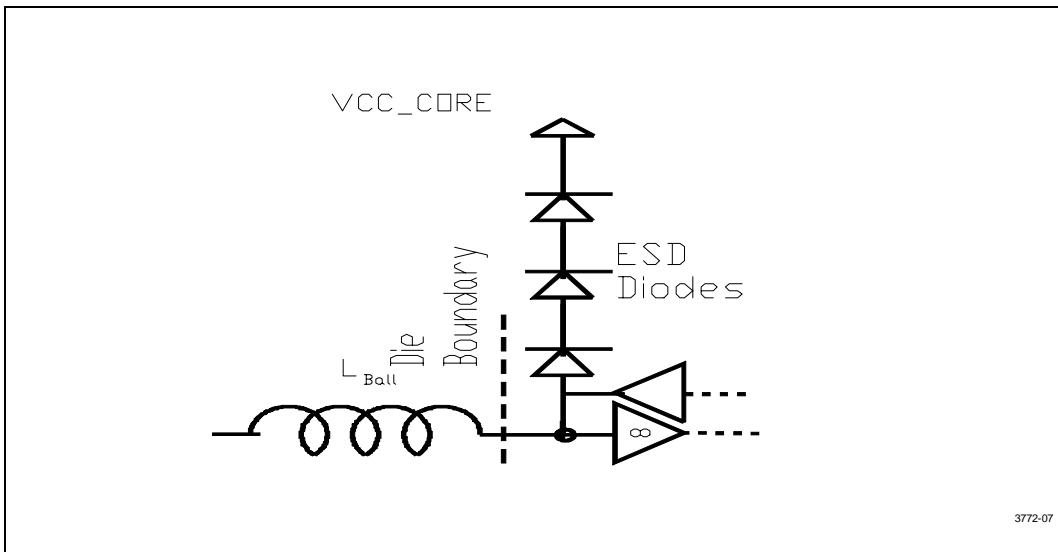 VCC_CORE
ESD
Diodes
Die
Boundary
L Ball
∞
3772-07